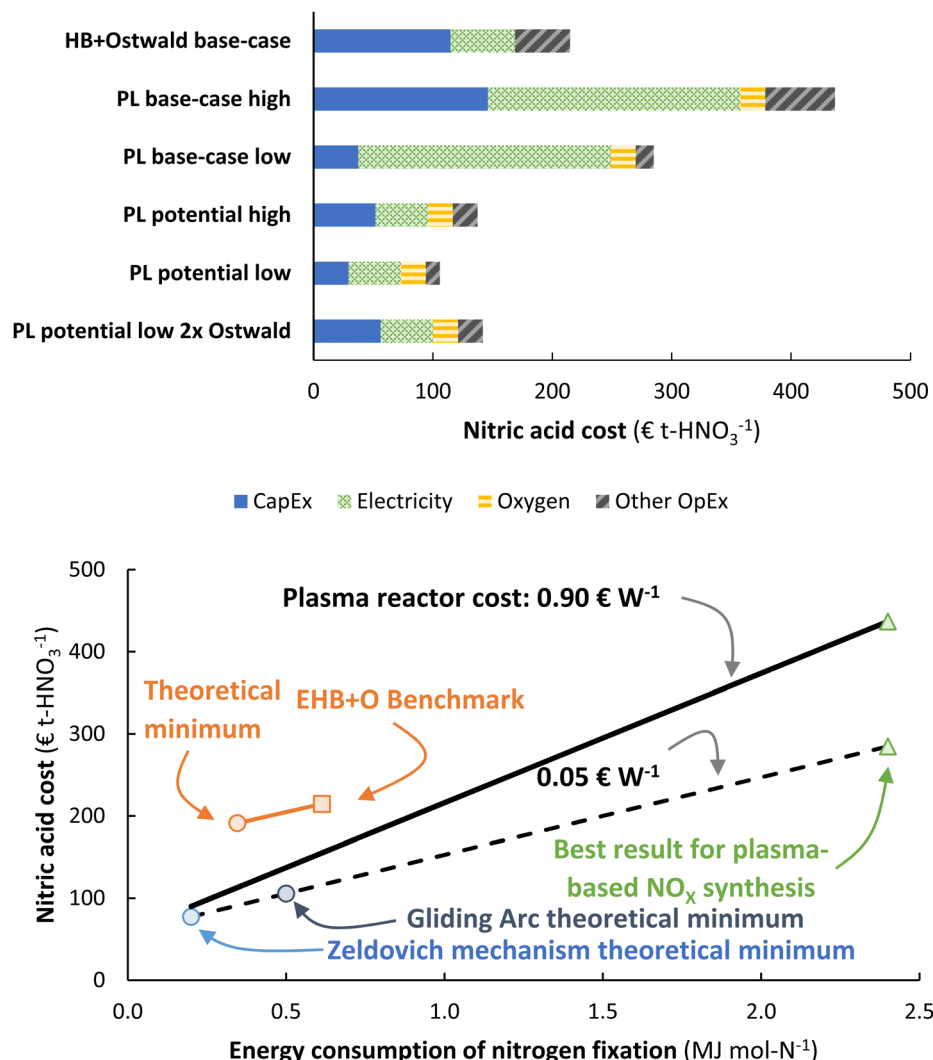 HB+Ostwald base-case
PL base-case high
PL base-case low
PL potential high
PL potential low
PL potential low 2x Ostwald
0 100 200 300 400 500
Nitric acid cost (€ t-HNO₃⁻¹)
CapEx Electricity Oxygen Other OpEx
Nitric acid cost (€ t-HNO₃⁻¹)
500
400
300
200
100
0
Plasma reactor cost: 0.90 € W⁻¹
Theoretical
minimum
EHB+O Benchmark
0.05 € W⁻¹
Best result for plasma-
based NOₓ synthesis
Gliding Arc theoretical minimum
Zeldovich mechanism theoretical minimum
0.0 0.5 1.0 1.5 2.0 2.5
Energy consumption of nitrogen fixation (MJ mol-N⁻¹)